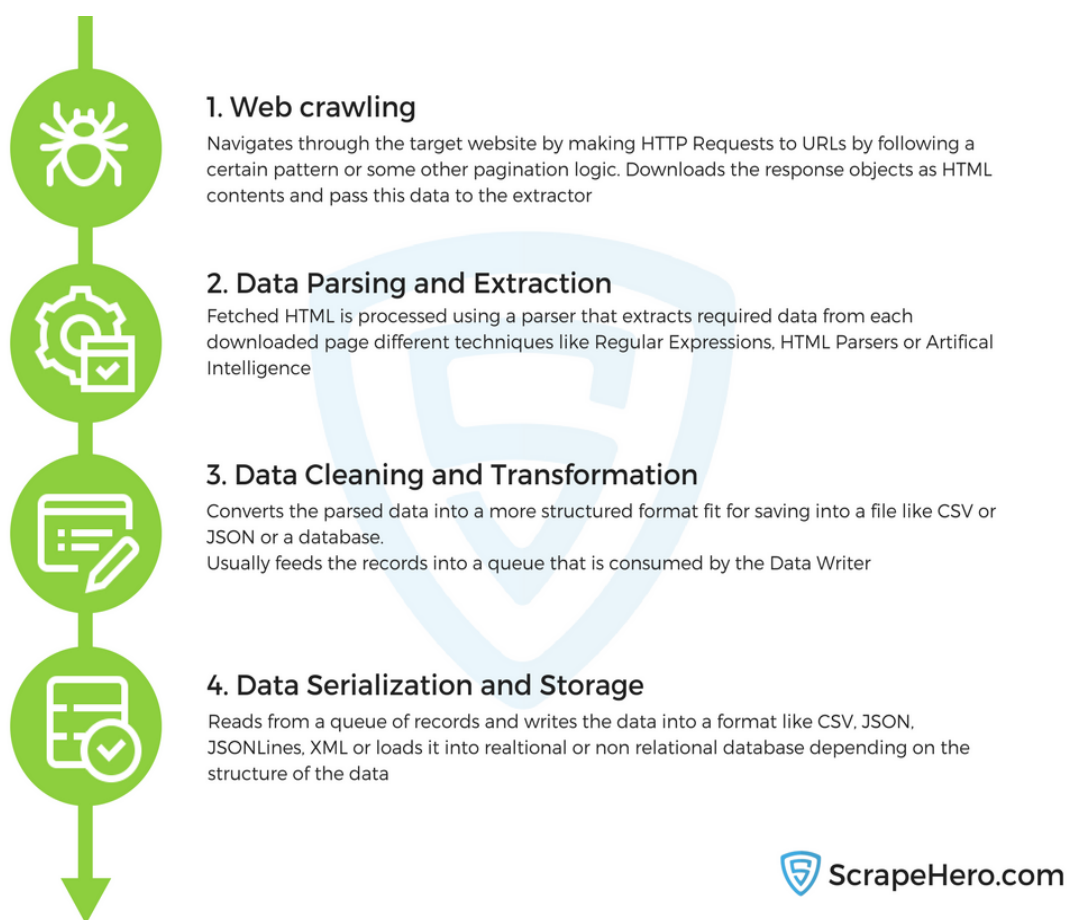 1. Web crawling
Navigates through the target website by making HTTP Requests to URLs by following a
certain pattern or some other pagination logic. Downloads the response objects as HTML
contents and pass this data to the extractor
2. Data Parsing and Extraction
Fetched HTML is processed using a parser that extracts required data from each
downloaded page different techniques like Regular Expressions, HTML Parsers or Artifical
Intelligence
3. Data Cleaning and Transformation
Converts the parsed data into a more structured format fit for saving into a file like CSV or
JSON or a database.
Usually feeds the records into a queue that is consumed by the Data Writer
4. Data Serialization and Storage
Reads from a queue of records and writes the data into a format like CSV, JSON,
JSONLines, XML or loads it into realtional or non relational database depending on the
structure of the data
ScrapeHero.com